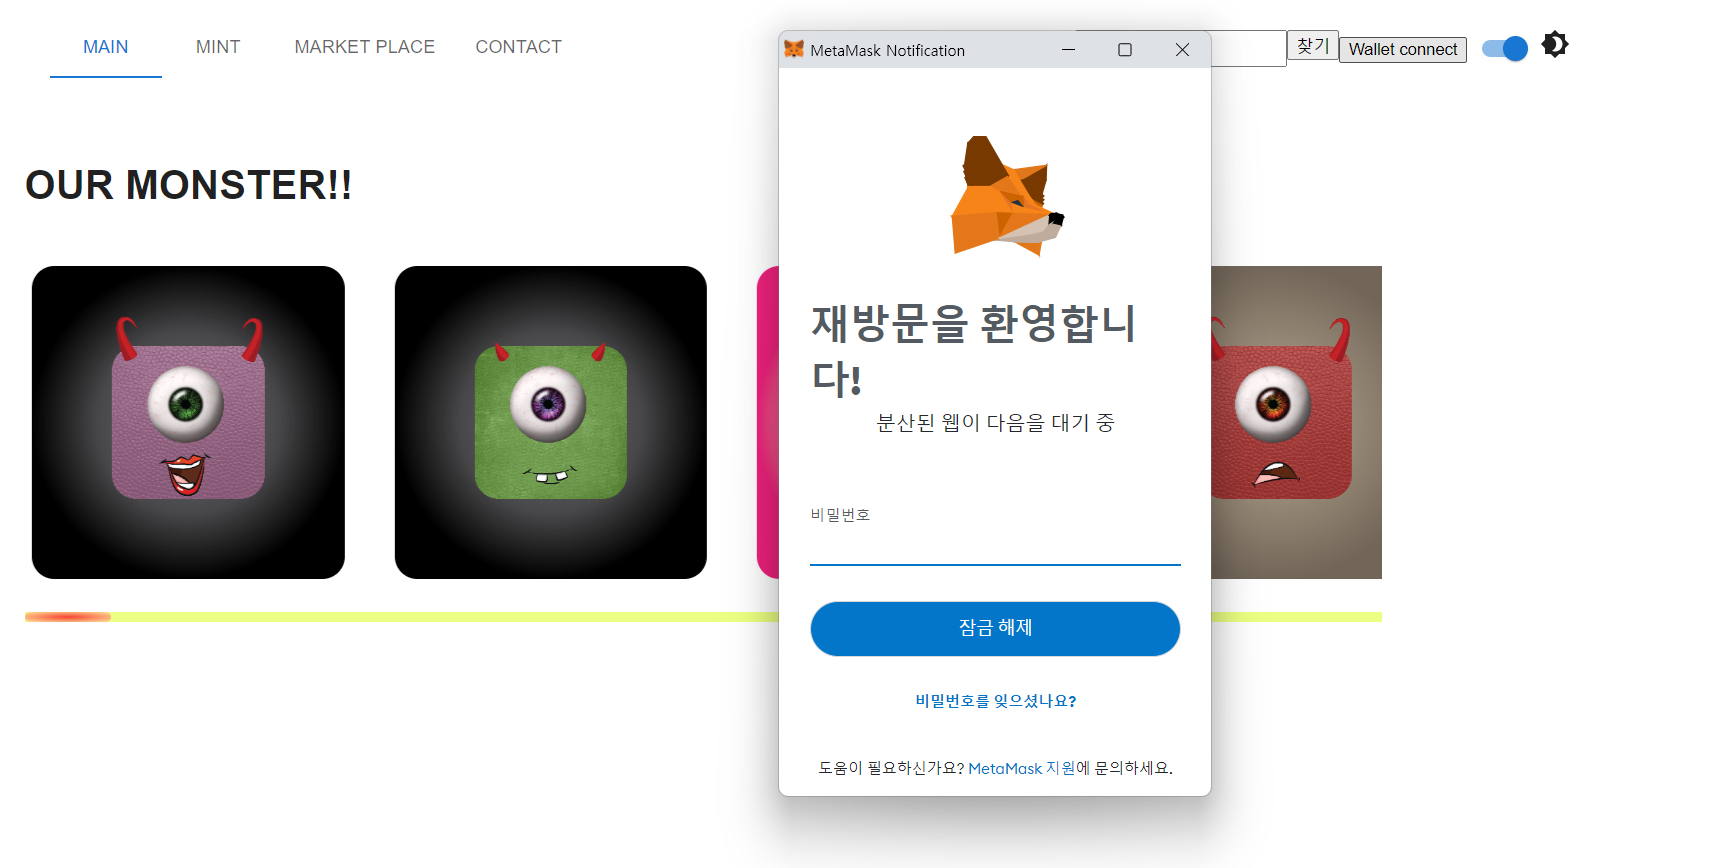 MAIN
MINT
MARKET PLACE
CONTACT
찾기
Wallet connect
OUR MONSTER!!
MetaMask Notification
재방문을 환영합니
다!
분산된 웹이 다음을 대기 중
비밀번호
잠금 해제
비밀번호를 잊으셨나요?
도움이 필요하신가요? MetaMask 지원에 문의하세요.